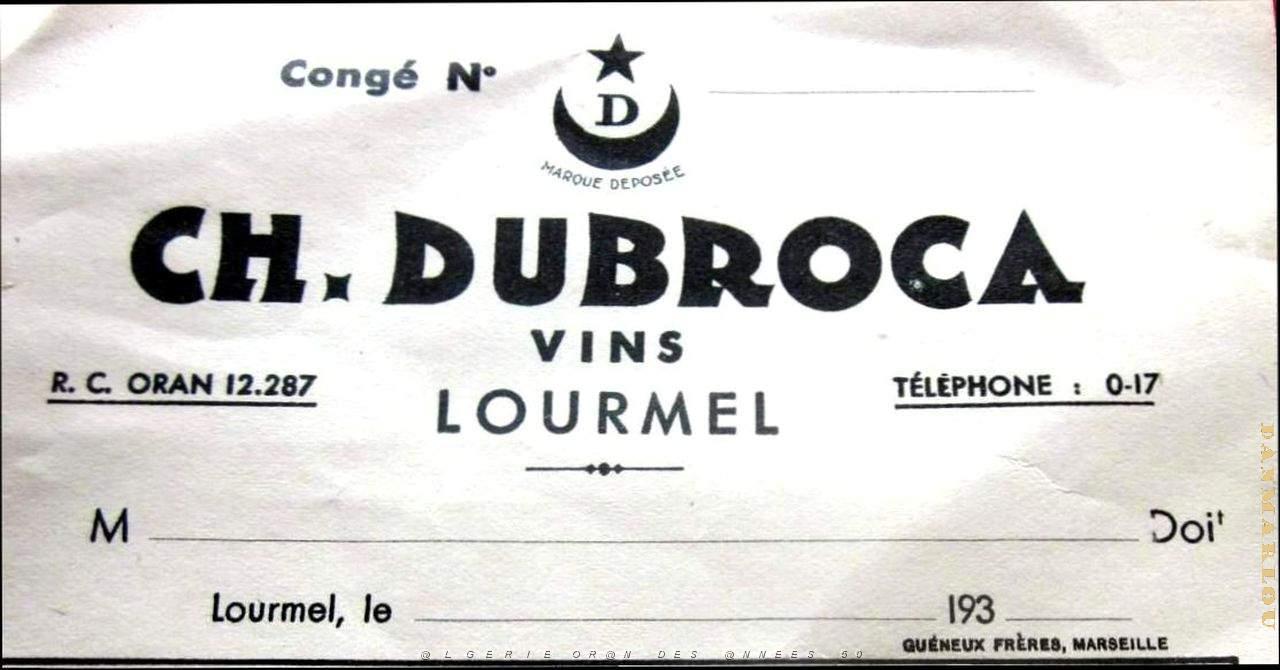 Congé N°
D
MARQUE DEPOSÉE
CH. DUBROCA
VINS
R. C. ORAN 12.287
LOURMEL
TÉLÉPHONE : 0-17
M Doit
Lourmel, le 193
QUÉNEUX FRÈRES, MARSEILLE
@LGERIE OR@N DES @NNEES 50
DANMARLOU